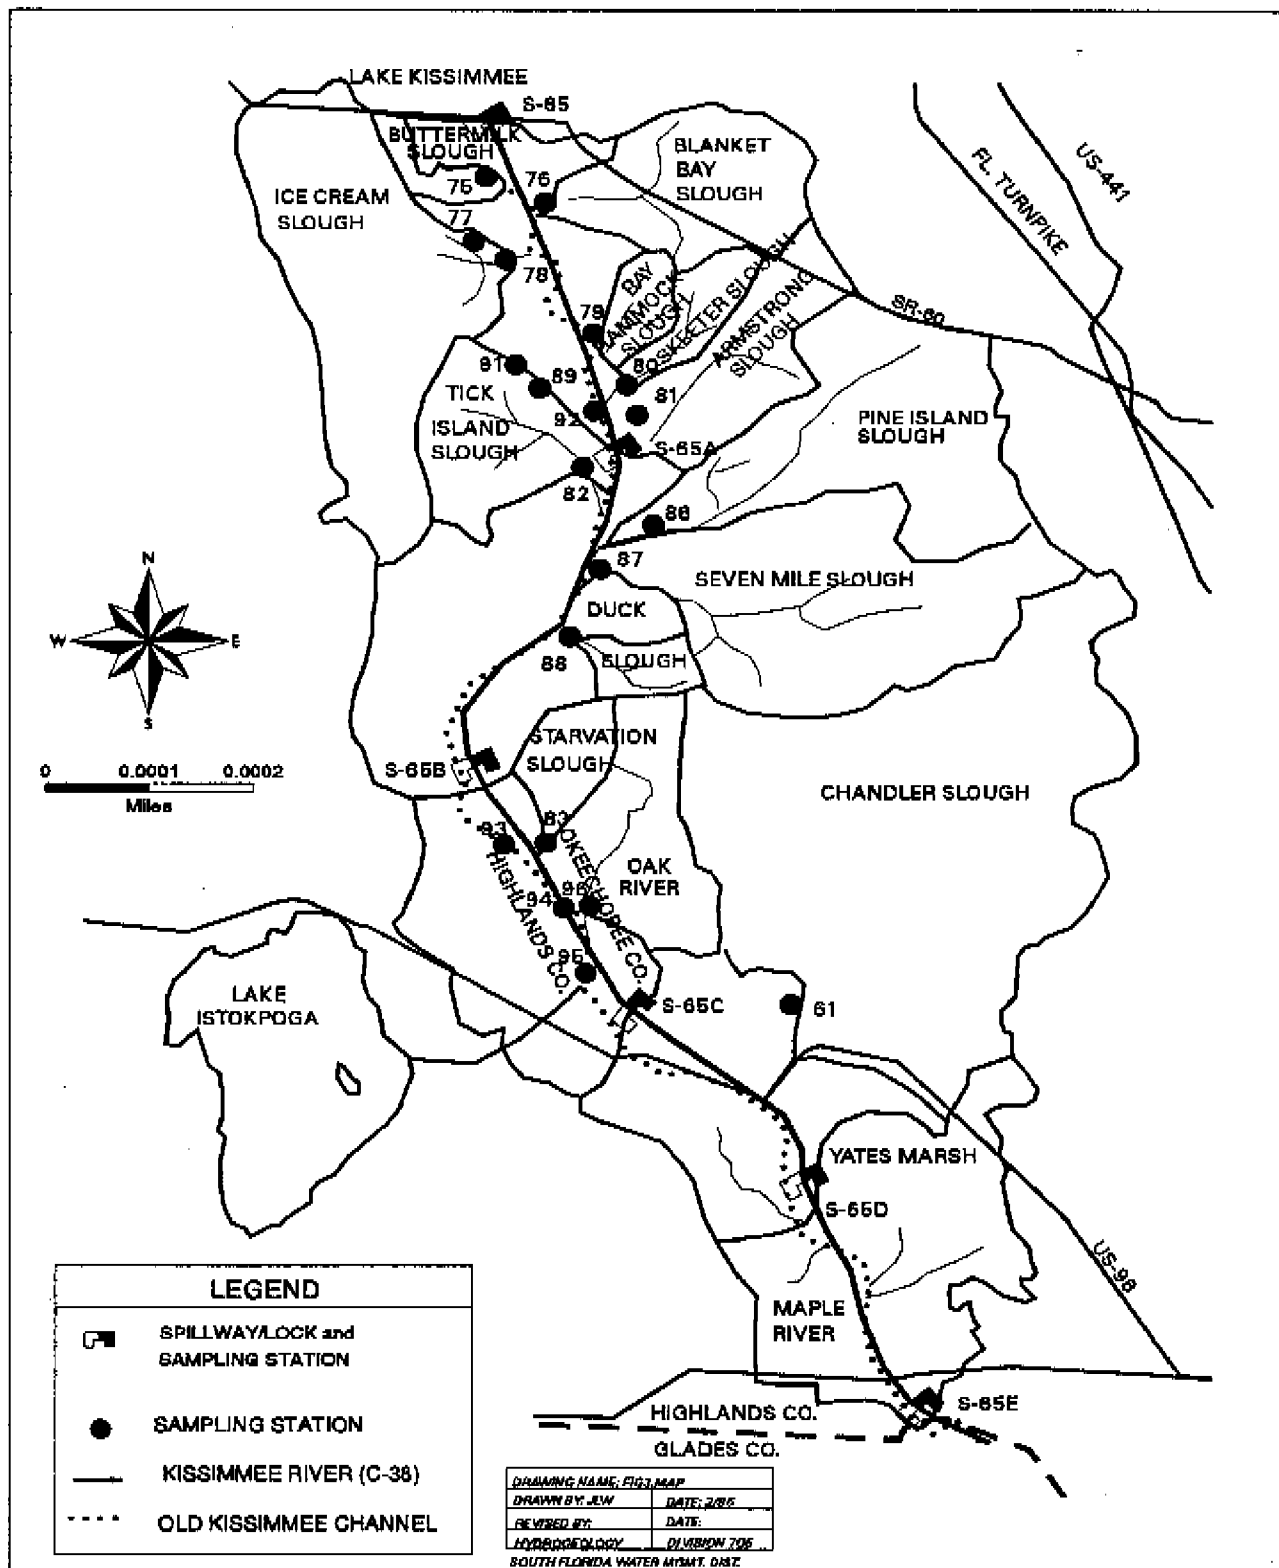 LAKE KISSIMMEE
S-65
BUTTERMILK
SLOUGH
BLANKET
BAY
SLOUGH
US-441
FL. TURNPIKE
ICE CREAM
SLOUGH
75
76
77
78
BAY
HAMMOCK
SLOUGH
SKEETER SLOUGH
ARMSTRONG
SLOUGH
SR-60
79
80
91
89
81
TICK
ISLAND
SLOUGH
92
S-65A
PINE ISLAND
SLOUGH
82
86
87
SEVEN MILE SLOUGH
DUCK
SLOUGH
88
N
W
E
S
STARVATION
SLOUGH
S-65B
0 0.0001 0.0002
Miles
CHANDLER SLOUGH
93
83
OKEECHOBEE CO.
HIGHLANDS CO.
OAK
RIVER
94
96
95
LAKE
ISTOKPOGA
S-65C
61
YATES MARSH
S-65D
US-98
MAPLE
RIVER
S-65E
HIGHLANDS CO.
GLADES CO.
LEGEND
SPILLWAY/LOCK and
SAMPLING STATION
SAMPLING STATION
KISSIMMEE RIVER (C-38)
OLD KISSIMMEE CHANNEL
DRAWING NAME: FIG1.MAP
DRAWN BY: JLW DATE: 2/86
REVISED BY: DATE:
HYDROGEOLOGY DIVISION 706
SOUTH FLORIDA WATER MGMT. DIST.